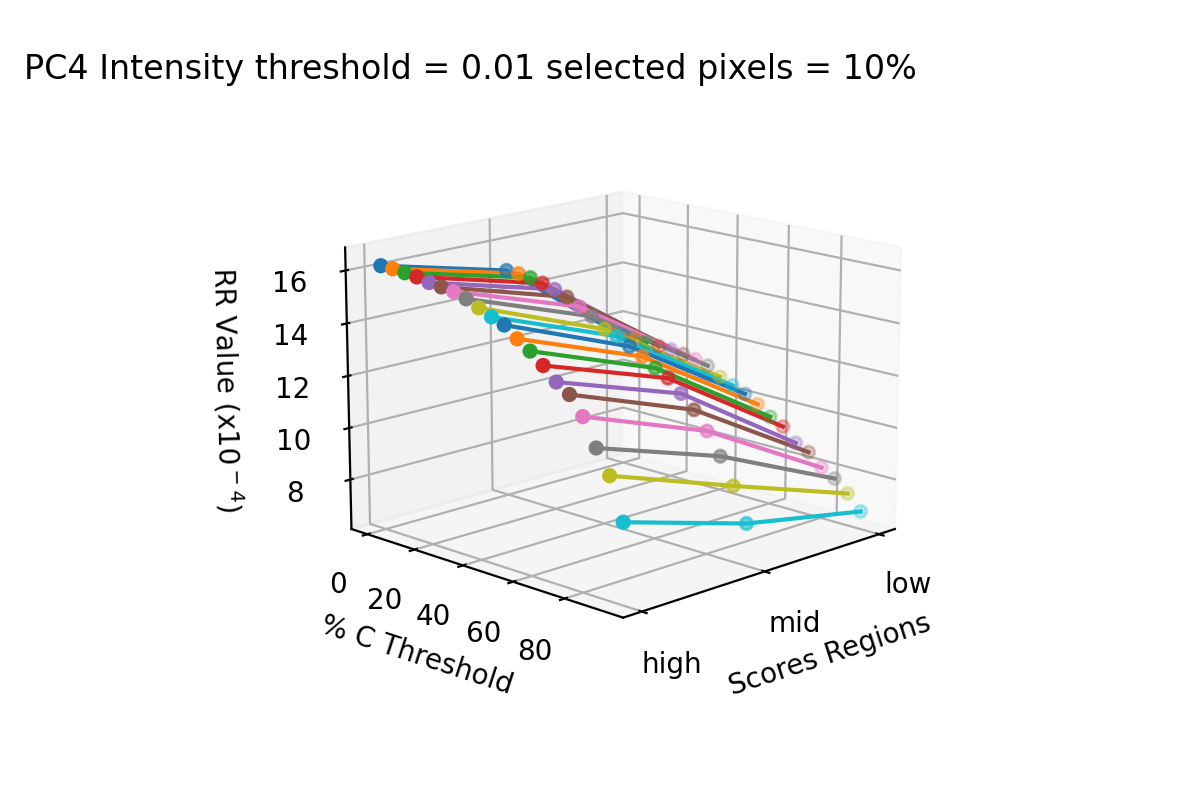 PC4 Intensity threshold = 0.01 selected pixels = 10%
RR Value (x10⁻⁴)
16
14
12
10
8
0
20
40
60
80
% C Threshold
high
mid
low
Scores Regions